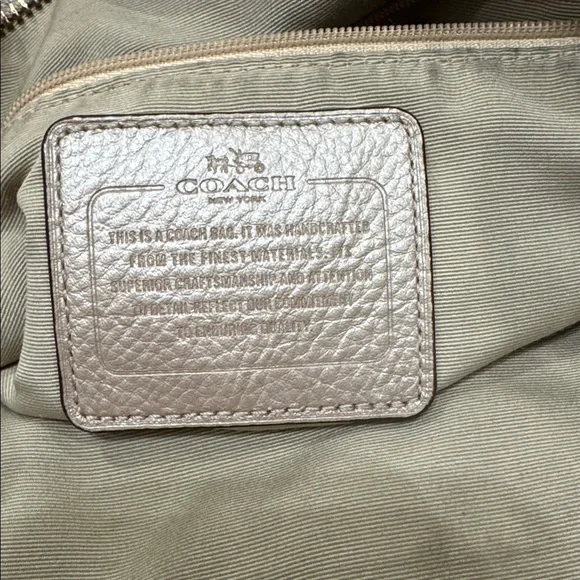 COACH
NEW YORK
THIS IS A COACH BAG. IT WAS HANDCRAFTED
FROM THE FINEST MATERIALS. ITS
SUPERIOR CRAFTSMANSHIP AND ATTENTION
TO DETAIL REFLECT OUR COMMITMENT
TO ENDURING QUALITY.